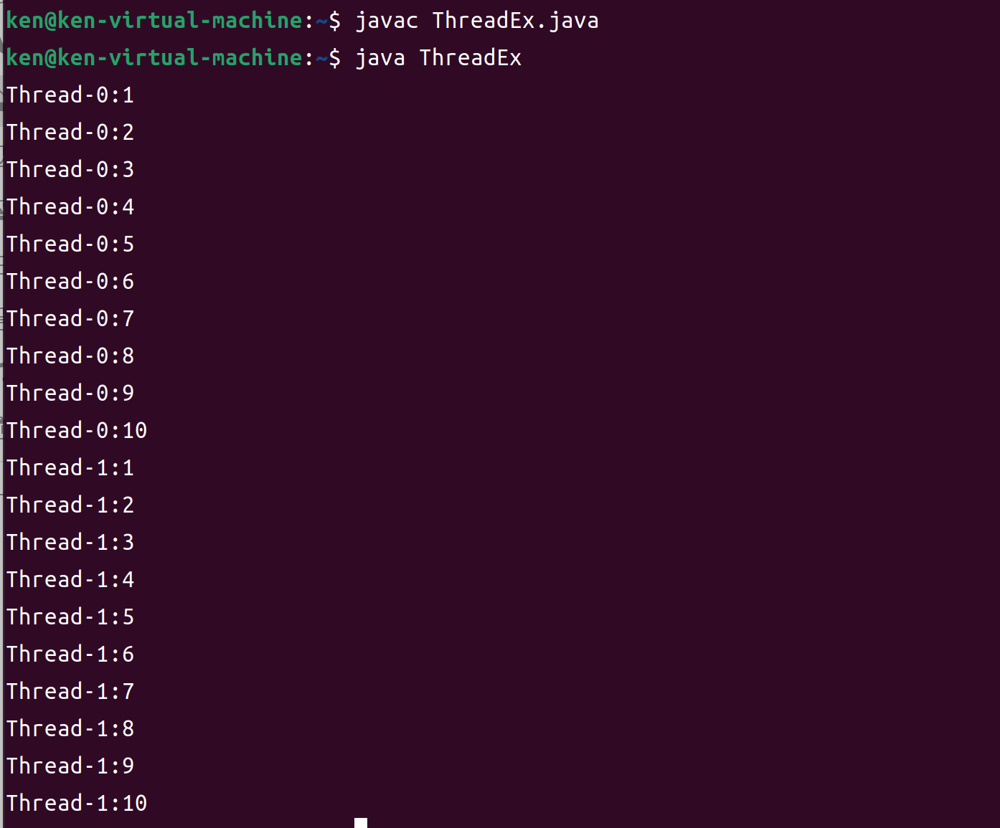 ken@ken-virtual-machine:~$ javac ThreadEx.java
ken@ken-virtual-machine:~$ java ThreadEx
Thread-0:1
Thread-0:2
Thread-0:3
Thread-0:4
Thread-0:5
Thread-0:6
Thread-0:7
Thread-0:8
Thread-0:9
Thread-0:10
Thread-1:1
Thread-1:2
Thread-1:3
Thread-1:4
Thread-1:5
Thread-1:6
Thread-1:7
Thread-1:8
Thread-1:9
Thread-1:10